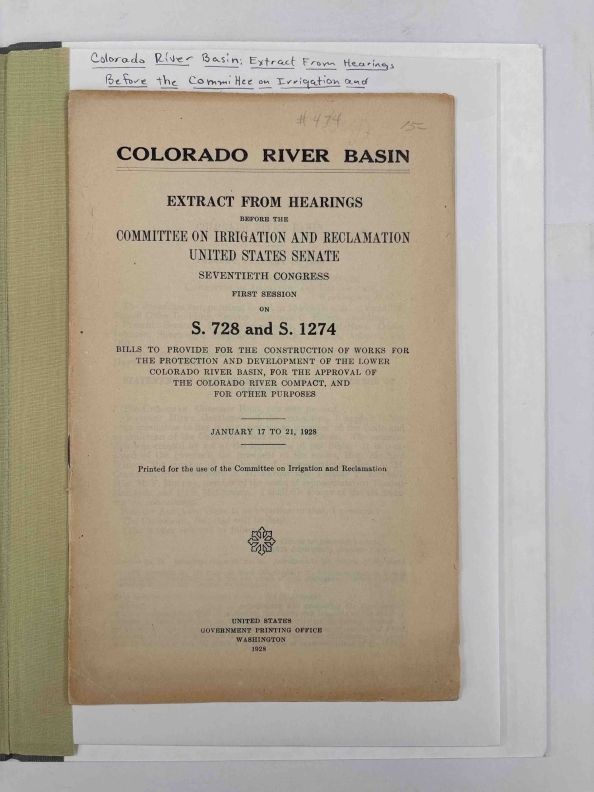 Colorado River Basin; Extract From Hearings
Before the Committee on Irrigation and
#474
15-
COLORADO RIVER BASIN
EXTRACT FROM HEARINGS
BEFORE THE
COMMITTEE ON IRRIGATION AND RECLAMATION
UNITED STATES SENATE
SEVENTIETH CONGRESS
FIRST SESSION
ON
S. 728 and S. 1274
BILLS TO PROVIDE FOR THE CONSTRUCTION OF WORKS FOR
THE PROTECTION AND DEVELOPMENT OF THE LOWER
COLORADO RIVER BASIN, FOR THE APPROVAL OF
THE COLORADO RIVER COMPACT, AND
FOR OTHER PURPOSES
JANUARY 17 TO 21, 1928
Printed for the use of the Committee on Irrigation and Reclamation
UNITED STATES
GOVERNMENT PRINTING OFFICE
WASHINGTON
1928